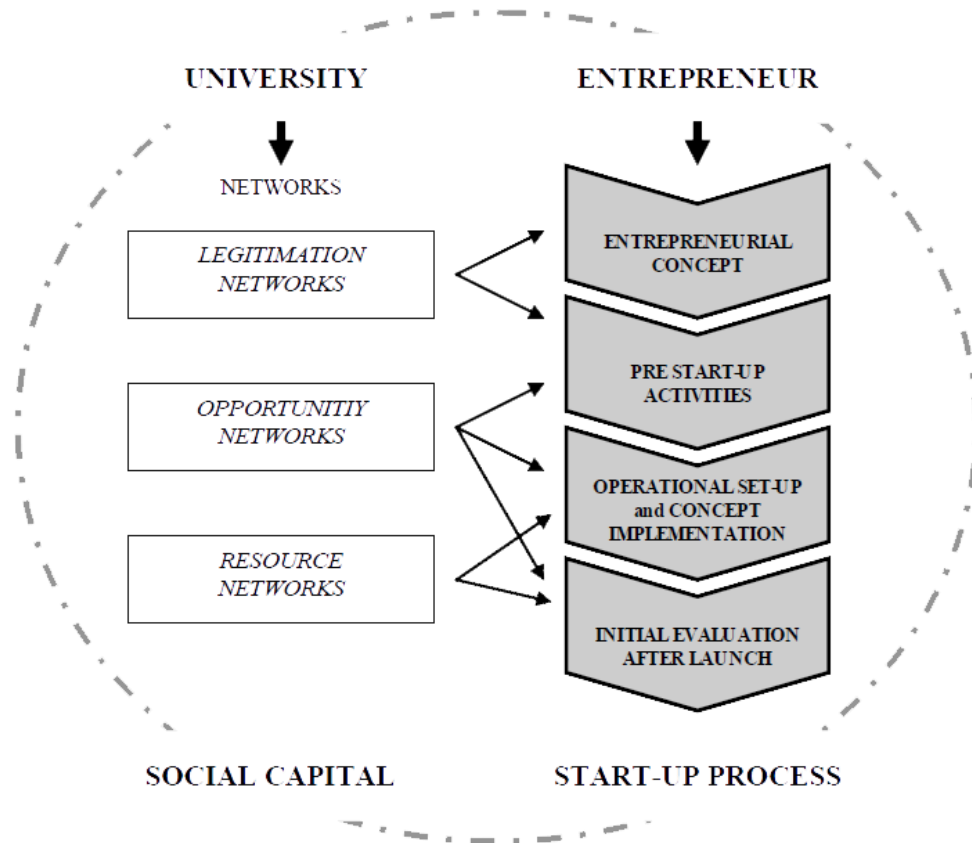 UNIVERSITY
ENTREPRENEUR
NETWORKS
LEGITIMATION
NETWORKS
OPPORTUNITIY
NETWORKS
RESOURCE
NETWORKS
ENTREPRENEURIAL
CONCEPT
PRE START-UP
ACTIVITIES
OPERATIONAL SET-UP
and CONCEPT
IMPLEMENTATION
INITIAL EVALUATION
AFTER LAUNCH
SOCIAL CAPITAL
START-UP PROCESS